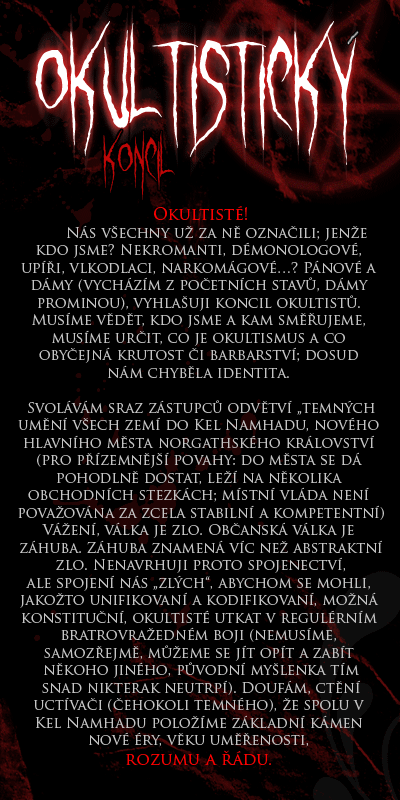 OKULTISTICKÝ
KONCIL
Okultisté!
Nás všechny už za ně označili; jenže
kdo jsme? Nekromanti, démonologové,
upíři, vlkodlaci, narkomágové...? Pánové a
dámy (vycházím z početních stavů, dámy
prominou), vyhlašuji koncil okultistů.
Musíme vědět, kdo jsme a kam směřujeme,
musíme určit, co je okultismus a co
obyčejná krutost či barbarství; dosud
nám chyběla identita.
Svolávám sraz zástupců odvětví „temných
umění všech zemí do Kel Namhadu, nového
hlavního města norgathského království
(pro přízemnější povahy: do města se dá
pohodlně dostat, leží na několika
obchodních stezkách; místní vláda není
považována za zcela stabilní a kompetentní)
Vážení, válka je zlo. Občanská válka je
záhuba. Záhuba znamená víc než abstraktní
zlo. Nenavrhuji proto spojenectví,
ale spojení nás „zlých“, abychom se mohli,
jakožto unifikovaní a kodifikovaní, možná
konstituční, okultisté utkat v regulérním
bratrovražedném boji (nemusíme,
samozřejmě, můžeme se jít opít a zabít
někoho jiného, původní myšlenka tím
snad nikterak neutrpí). Doufám, ctění
uctívači (čehokoli temného), že spolu v
Kel Namhadu položíme základní kámen
nové éry, věku uměřenosti,
rozumu a řádu.